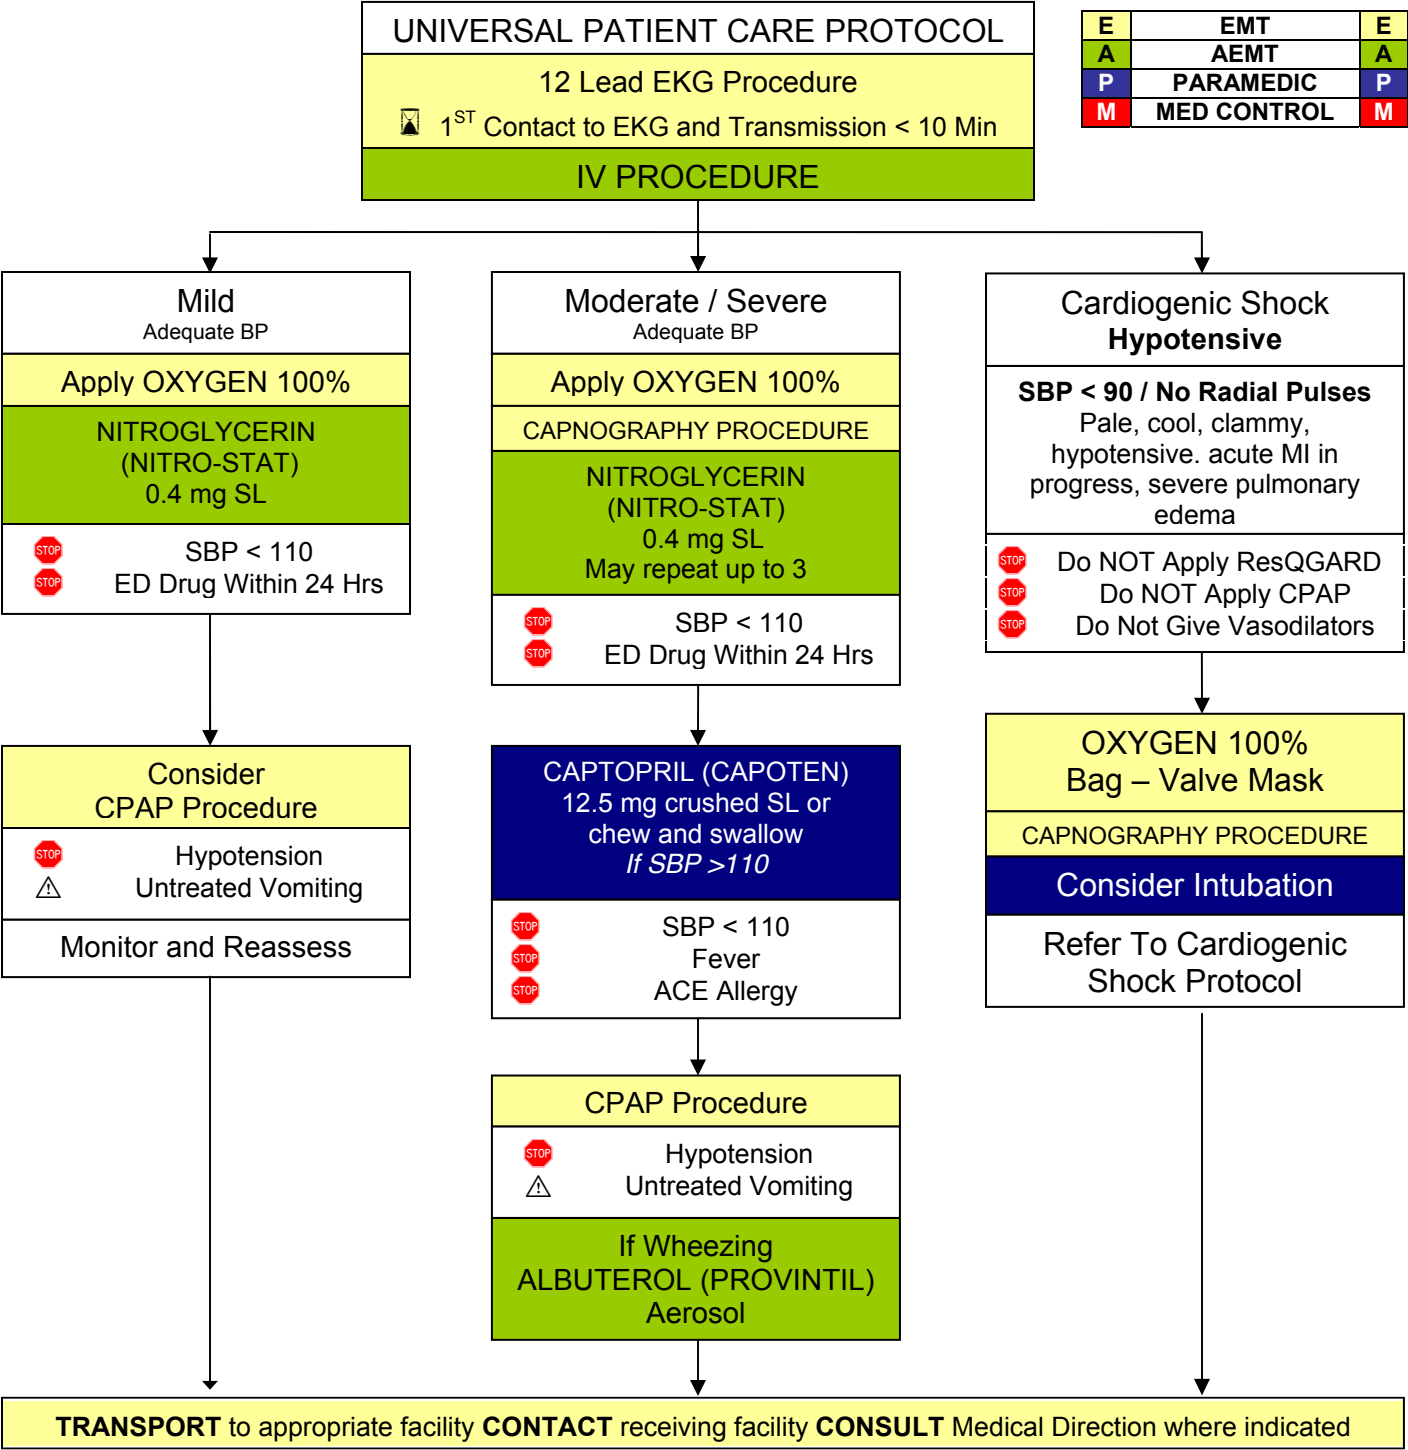 UNIVERSAL PATIENT CARE PROTOCOL
12 Lead EKG Procedure
1ST Contact to EKG and Transmission < 10 Min
IV PROCEDURE
E EMT E
A AEMT A
P PARAMEDIC P
M MED CONTROL M
Mild
Adequate BP
Apply OXYGEN 100%
NITROGLYCERIN
(NITRO-STAT)
0.4 mg SL
STOP SBP < 110
STOP ED Drug Within 24 Hrs
Consider
CPAP Procedure
STOP Hypotension
Untreated Vomiting
Monitor and Reassess
Moderate / Severe
Adequate BP
Apply OXYGEN 100%
CAPNOGRAPHY PROCEDURE
NITROGLYCERIN
(NITRO-STAT)
0.4 mg SL
May repeat up to 3
STOP SBP < 110
STOP ED Drug Within 24 Hrs
CAPTOPRIL (CAPOTEN)
12.5 mg crushed SL or
chew and swallow
If SBP >110
STOP SBP < 110
STOP Fever
STOP ACE Allergy
CPAP Procedure
STOP Hypotension
Untreated Vomiting
If Wheezing
ALBUTEROL (PROVINTIL)
Aerosol
Cardiogenic Shock
Hypotensive
SBP < 90 / No Radial Pulses
Pale, cool, clammy,
hypotensive. acute MI in
progress, severe pulmonary
edema
STOP Do NOT Apply ResQGARD
STOP Do NOT Apply CPAP
STOP Do Not Give Vasodilators
OXYGEN 100%
Bag – Valve Mask
CAPNOGRAPHY PROCEDURE
Consider Intubation
Refer To Cardiogenic
Shock Protocol
TRANSPORT to appropriate facility CONTACT receiving facility CONSULT Medical Direction where indicated